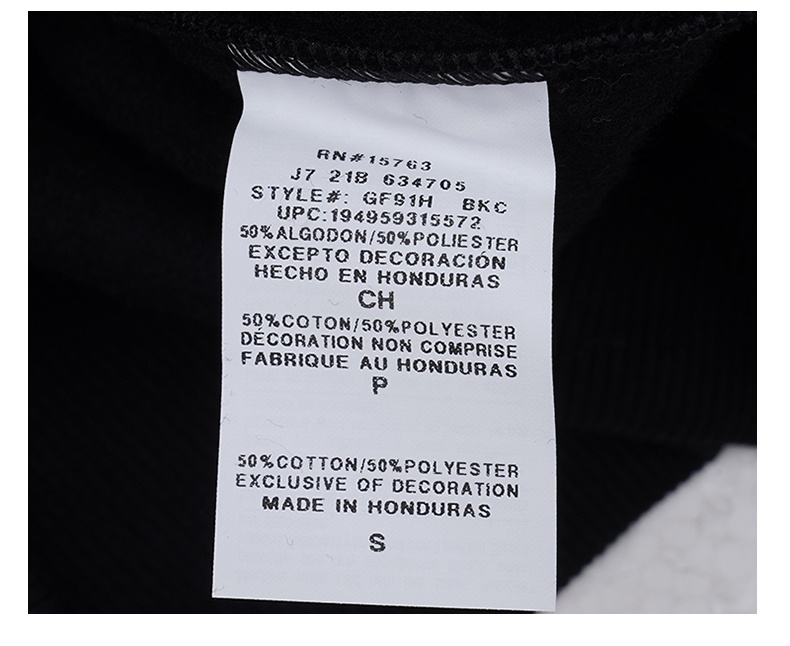 RN#15763
J7 21B 634705
STYLE#: GF91H BKC
UPC:194959315572
50%ALGODON/50%POLIESTER
EXCEPTO DECORACIÓN
HECHO EN HONDURAS
CH
50%COTON/50%POLYESTER
DÉCORATION NON COMPRISE
FABRIQUE AU HONDURAS
P
50%COTTON/50%POLYESTER
EXCLUSIVE OF DECORATION
MADE IN HONDURAS
S